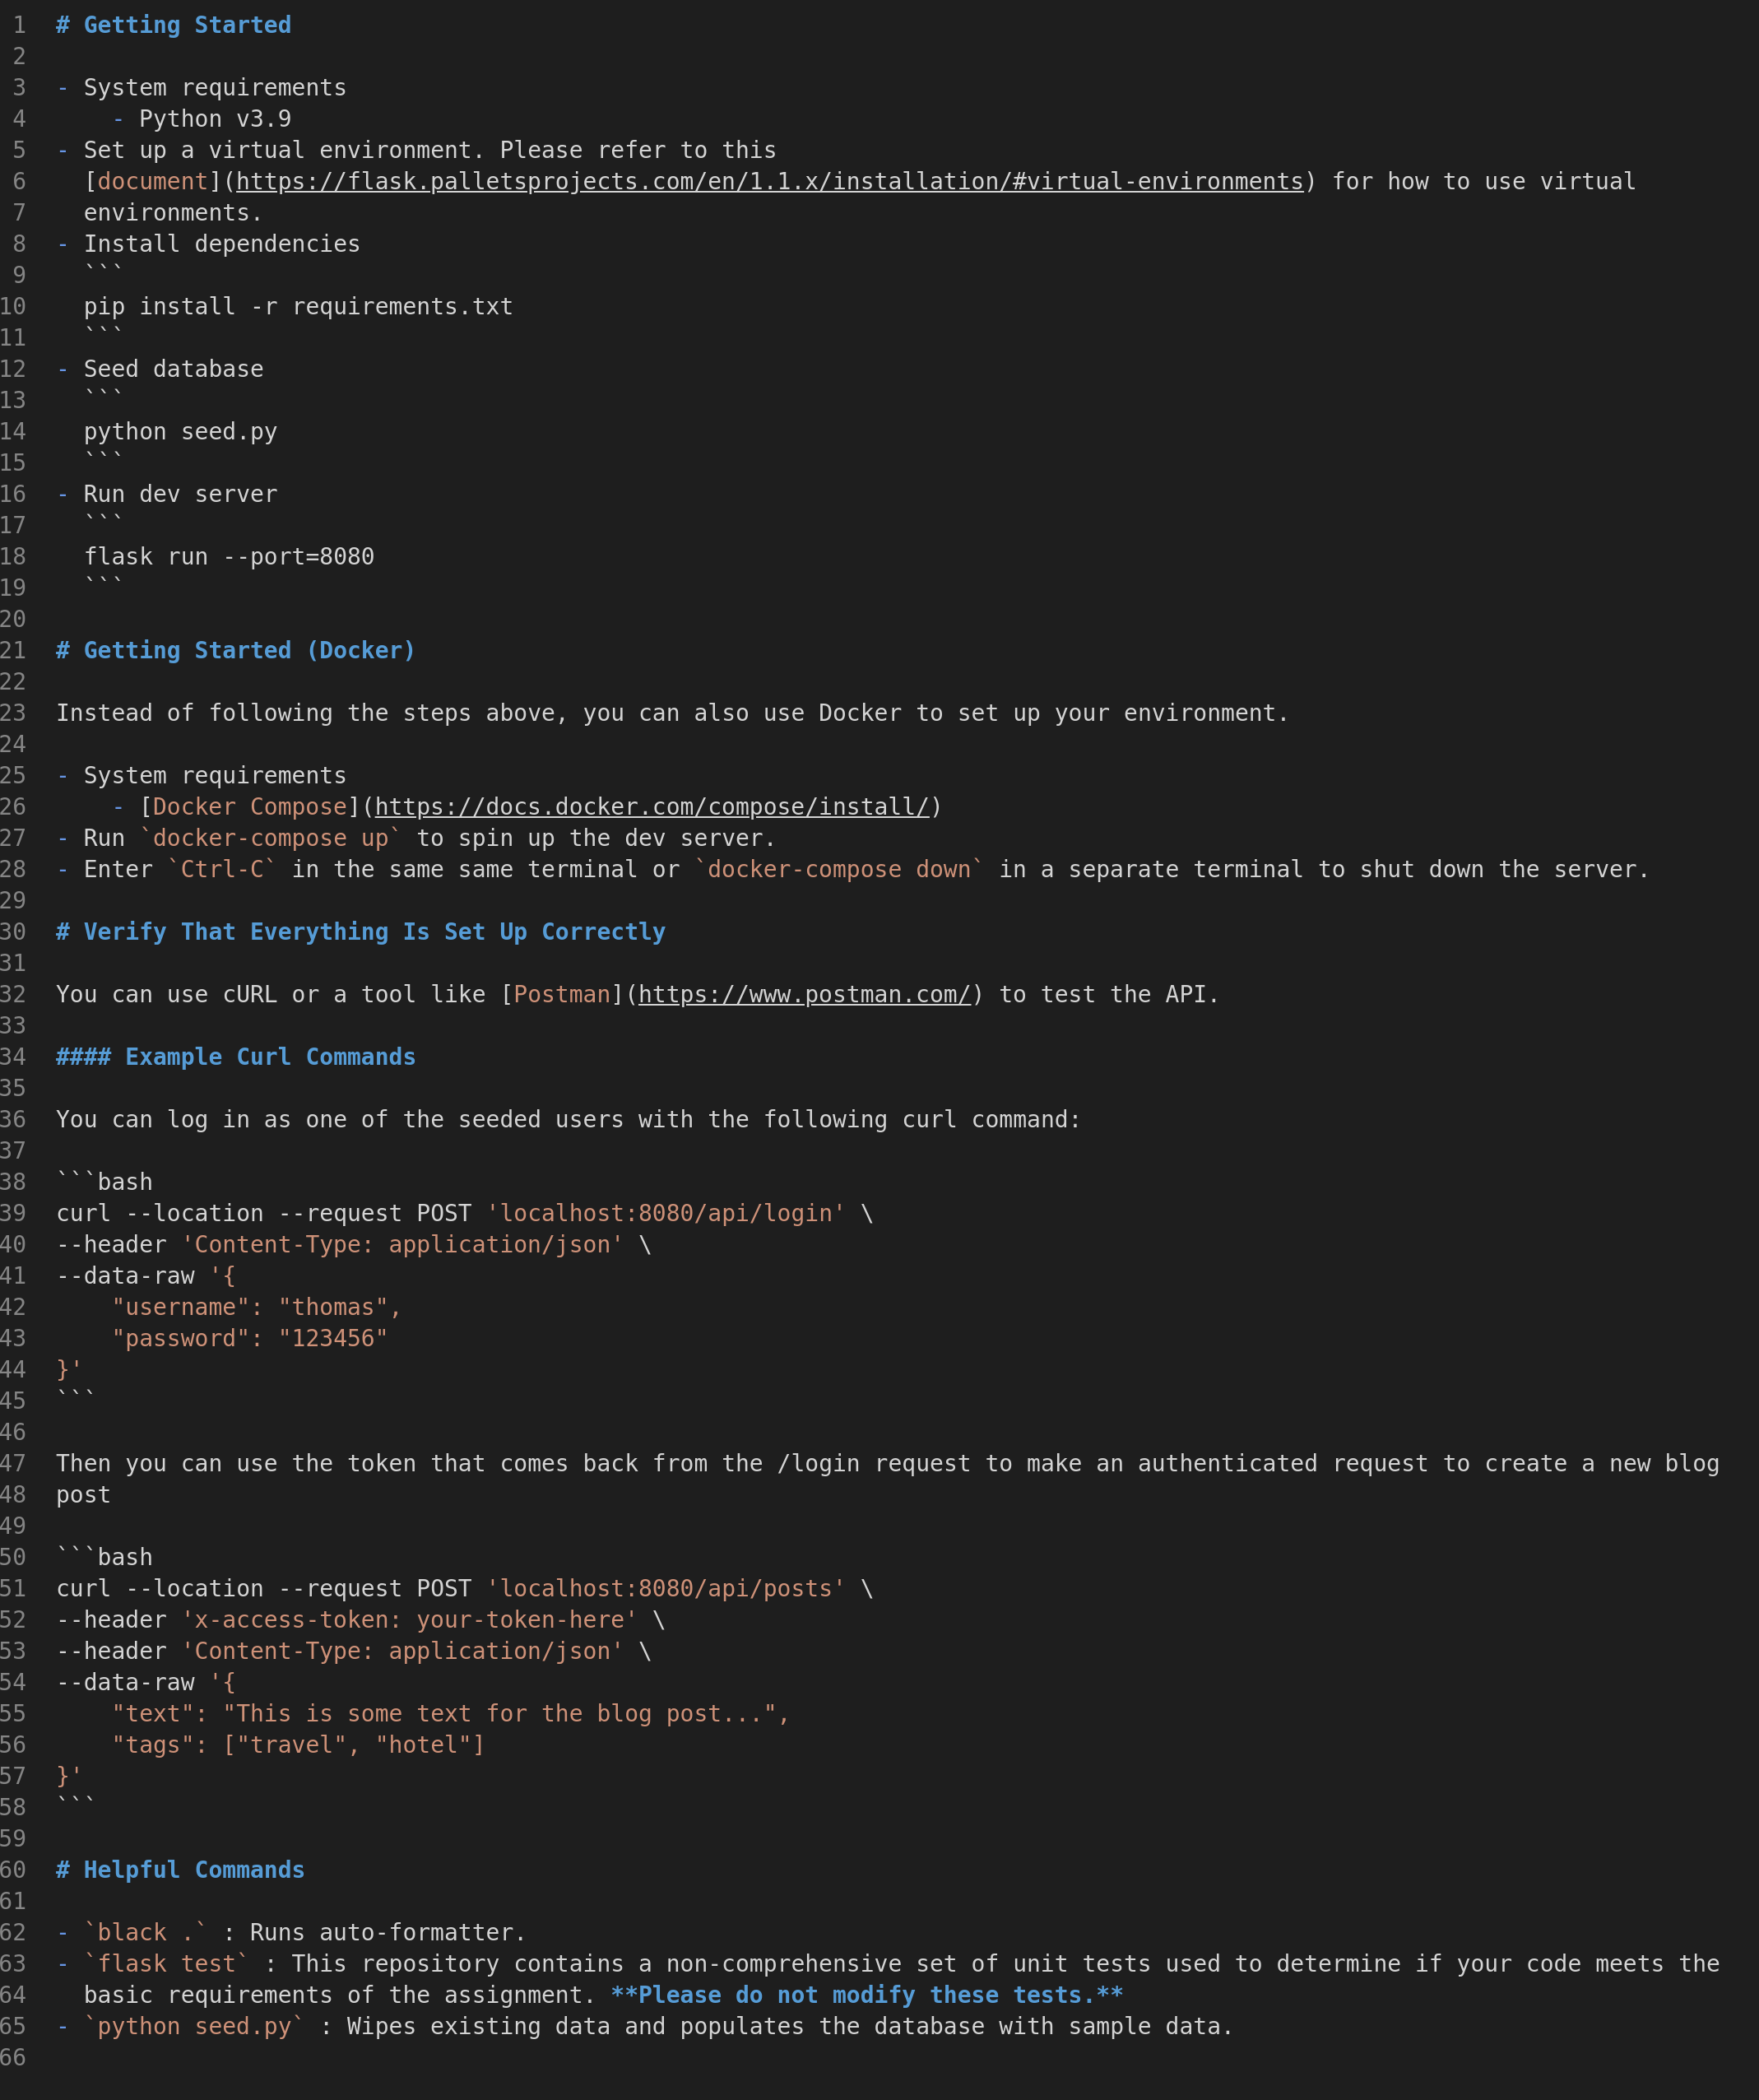 1 # Getting Started
2
3 - System requirements
4     - Python v3.9
5 - Set up a virtual environment. Please refer to this
6   [document](https://flask.palletsprojects.com/en/1.1.x/installation/#virtual-environments) for how to use virtual
7   environments.
8 - Install dependencies
9   ```
10   pip install -r requirements.txt
11   ```
12 - Seed database
13   ```
14   python seed.py
15   ```
16 - Run dev server
17   ```
18   flask run --port=8080
19   ```
20
21 # Getting Started (Docker)
22
23 Instead of following the steps above, you can also use Docker to set up your environment.
24
25 - System requirements
26     - [Docker Compose](https://docs.docker.com/compose/install/)
27 - Run `docker-compose up` to spin up the dev server.
28 - Enter `Ctrl-C` in the same same terminal or `docker-compose down` in a separate terminal to shut down the server.
29
30 # Verify That Everything Is Set Up Correctly
31
32 You can use cURL or a tool like [Postman](https://www.postman.com/) to test the API.
33
34 #### Example Curl Commands
35
36 You can log in as one of the seeded users with the following curl command:
37
38 ```bash
39 curl --location --request POST 'localhost:8080/api/login' \
40 --header 'Content-Type: application/json' \
41 --data-raw '{
42     "username": "thomas",
43     "password": "123456"
44 }'
45 ```
46
47 Then you can use the token that comes back from the /login request to make an authenticated request to create a new blog
48 post
49
50 ```bash
51 curl --location --request POST 'localhost:8080/api/posts' \
52 --header 'x-access-token: your-token-here' \
53 --header 'Content-Type: application/json' \
54 --data-raw '{
55     "text": "This is some text for the blog post...",
56     "tags": ["travel", "hotel"]
57 }'
58 ```
59
60 # Helpful Commands
61
62 - `black .` : Runs auto-formatter.
63 - `flask test` : This repository contains a non-comprehensive set of unit tests used to determine if your code meets the
64   basic requirements of the assignment. **Please do not modify these tests.**
65 - `python seed.py` : Wipes existing data and populates the database with sample data.
66